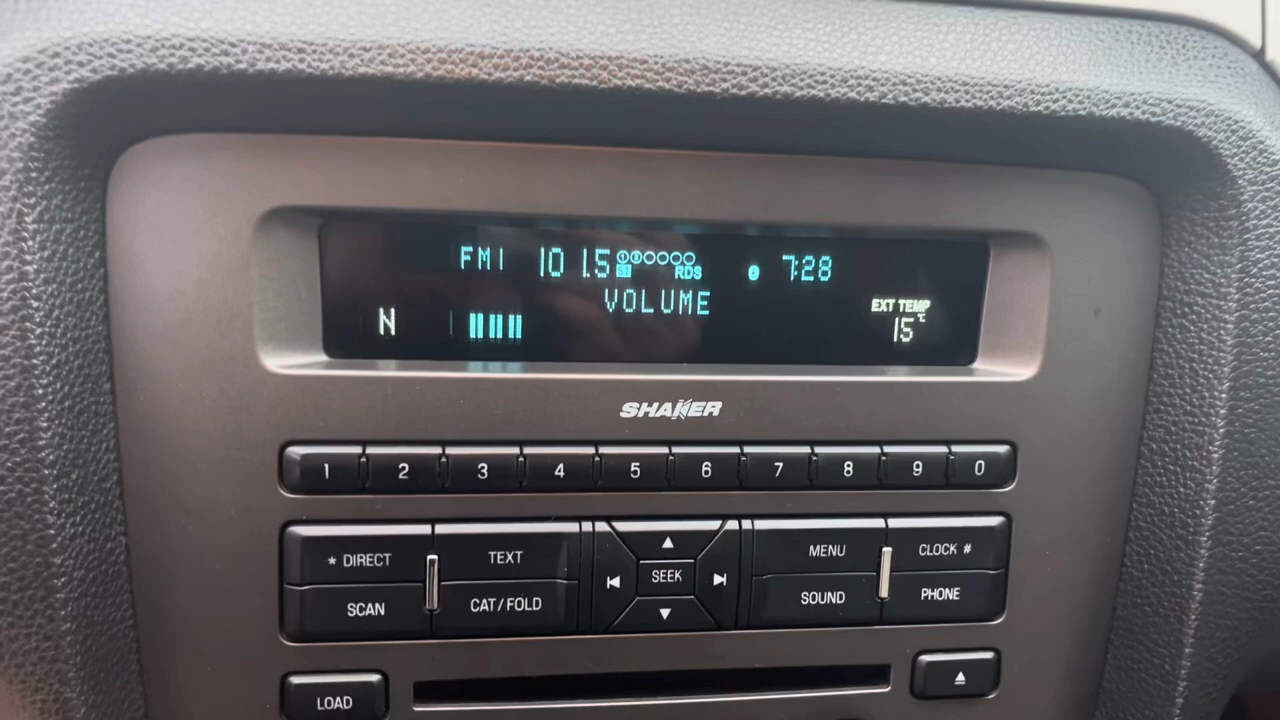 FM1 101.5 ST RDS 7:28
VOLUME
EXT TEMP
N 15 °C
SHAKER
1 2 3 4 5 6 7 8 9 0
* DIRECT TEXT MENU CLOCK #
SEEK
SCAN CAT/FOLD SOUND PHONE
LOAD